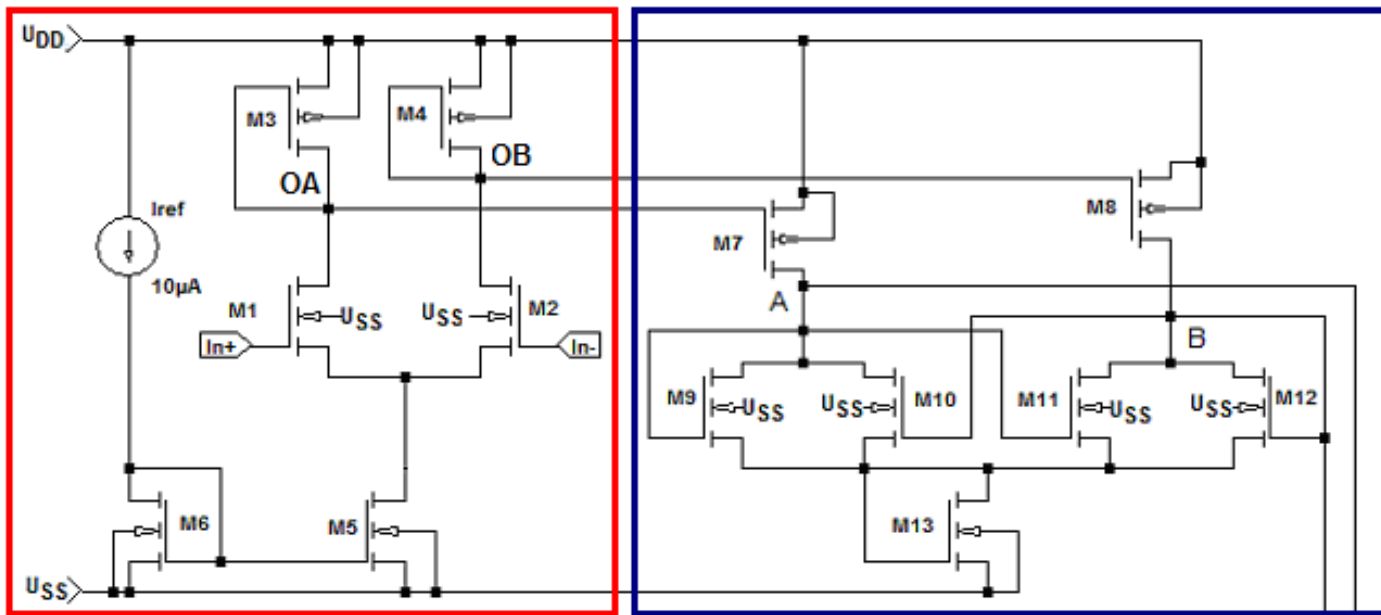 UDD
M3
M4
OB
OA
Iref
10µA
M1
USS
USS
M2
In+
In-
M6
M5
USS
M8
M7
A
B
M9
USS
USS
M10
M11
USS
USS
M12
M13